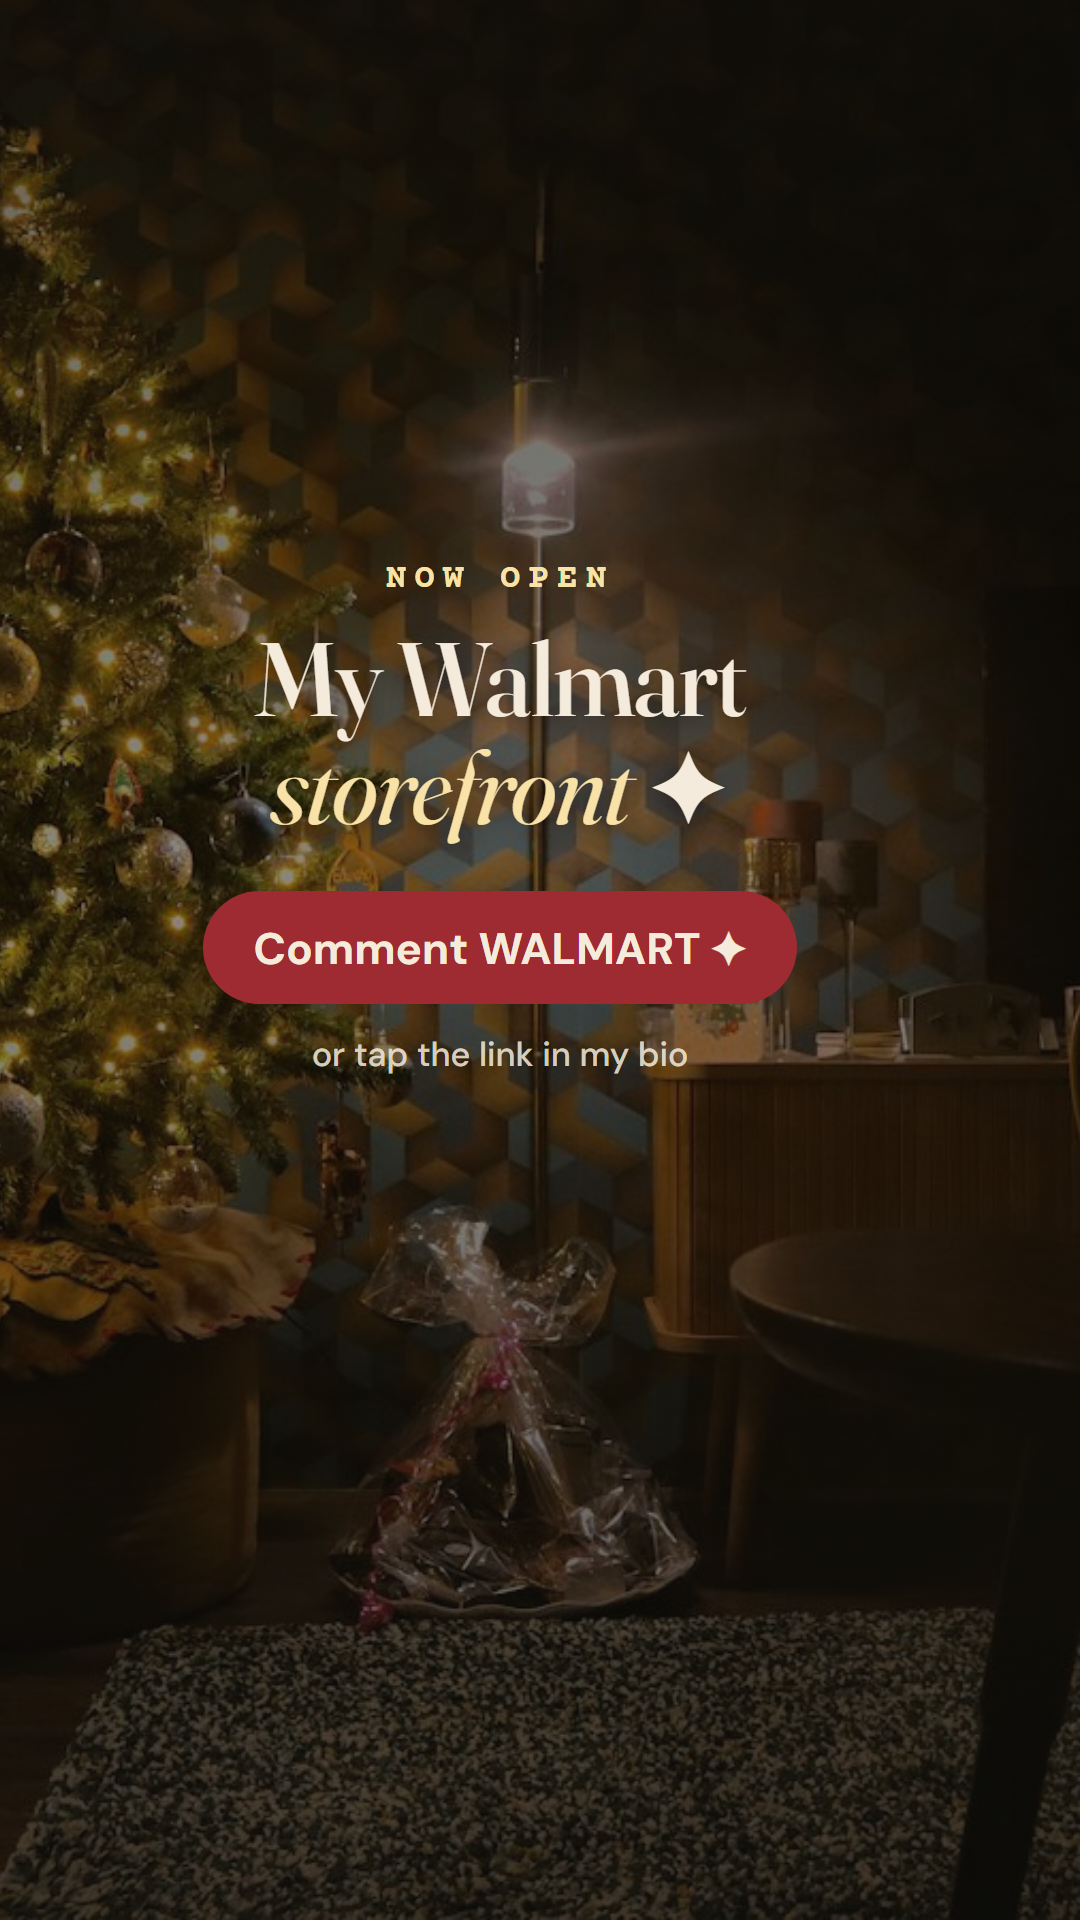 NOW OPEN
My Walmart
storefront ✦
Comment WALMART ✦
or tap the link in my bio